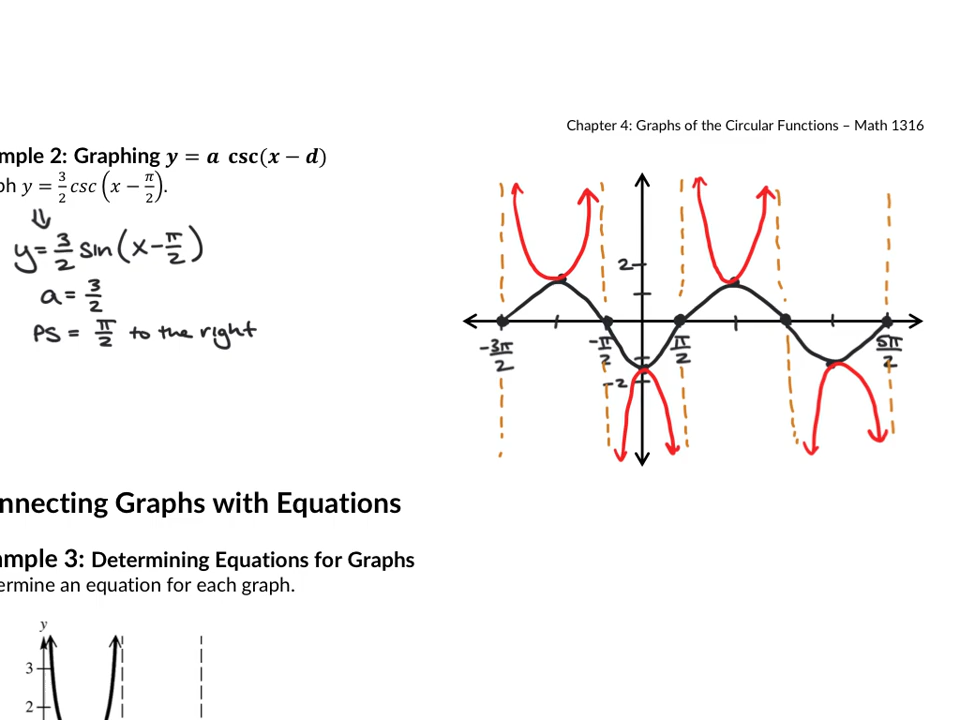 Chapter 4: Graphs of the Circular Functions – Math 1316
mple 2: Graphing y = a csc(x − d)
ph y = 3/2 csc (x − π/2).
⇓
y = 3/2 sin(x − π/2)
a = 3/2
PS = π/2 to the right
2
-3π/2
-π/2
π/2
5π/2
-2
nnecting Graphs with Equations
ample 3: Determining Equations for Graphs
ermine an equation for each graph.
y
3
2